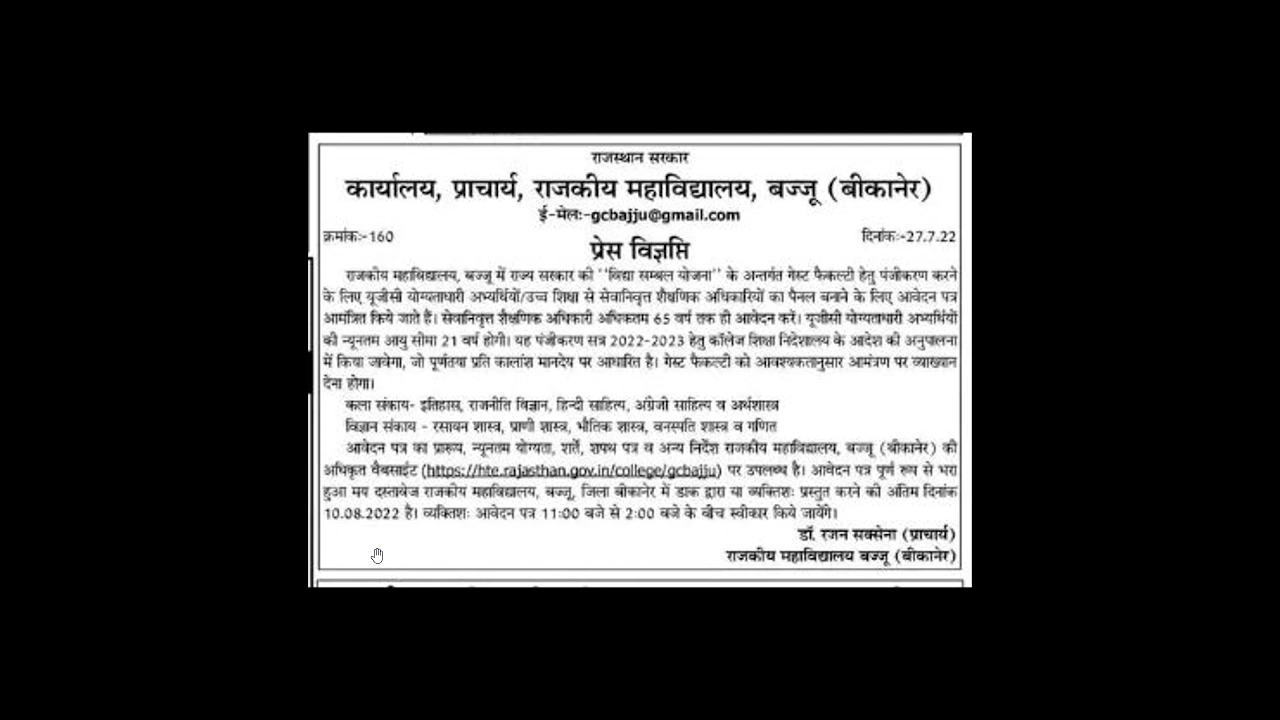 राजस्थान सरकार
कार्यालय, प्राचार्य, राजकीय महाविद्यालय, बज्जू (बीकानेर)
ई-मेलः-gcbajju@gmail.com
क्रमांकः-160 दिनांकः-27.7.22
प्रेस विज्ञप्ति
राजकीय महाविद्यालय, बज्जू में राज्य सरकार की ''विद्या सम्बल योजना'' के अन्तर्गत गेस्ट फैकल्टी हेतु पंजीकरण करने
के लिए यूजीसी योग्यताधारी अभ्यर्थियों/उच्च शिक्षा से सेवानिवृत्त शैक्षणिक अधिकारियों का पैनल बनाने के लिए आवेदन पत्र
आमंत्रित किये जाते हैं। सेवानिवृत्त शैक्षणिक अधिकारी अधिकतम 65 वर्ष तक ही आवेदन करें। यूजीसी योग्यताधारी अभ्यर्थियों
की न्यूनतम आयु सीमा 21 वर्ष होगी। यह पंजीकरण सत्र 2022-2023 हेतु कॉलेज शिक्षा निदेशालय के आदेश की अनुपालना
में किया जावेगा, जो पूर्णतया प्रति कालांश मानदेय पर आधारित है। गेस्ट फैकल्टी को आवश्यकतानुसार आमंत्रण पर व्याख्यान
देना होगा।
कला संकाय- इतिहास, राजनीति विज्ञान, हिन्दी साहित्य, अंग्रेजी साहित्य व अर्थशास्त्र
विज्ञान संकाय - रसायन शास्त्र, प्राणी शास्त्र, भौतिक शास्त्र, वनस्पति शास्त्र व गणित
आवेदन पत्र का प्रारूप, न्यूनतम योग्यता, शर्ते, शपथ पत्र व अन्य निर्देश राजकीय महाविद्यालय, बज्जू (बीकानेर) की
अधिकृत वैबसाईट (https://hte.rajasthan.gov.in/college/gcbajju) पर उपलब्ध है। आवेदन पत्र पूर्ण रूप से भरा
हुआ मय दस्तावेज राजकीय महाविद्यालय, बज्जू, जिला बीकानेर में डाक द्वारा या व्यक्तिशः प्रस्तुत करने की अंतिम दिनांक
10.08.2022 है। व्यक्तिशः आवेदन पत्र 11:00 बजे से 2:00 बजे के बीच स्वीकार किये जायेंगे।
डॉ. रंजन सक्सेना (प्राचार्य)
राजकीय महाविद्यालय बज्जू (बीकानेर)